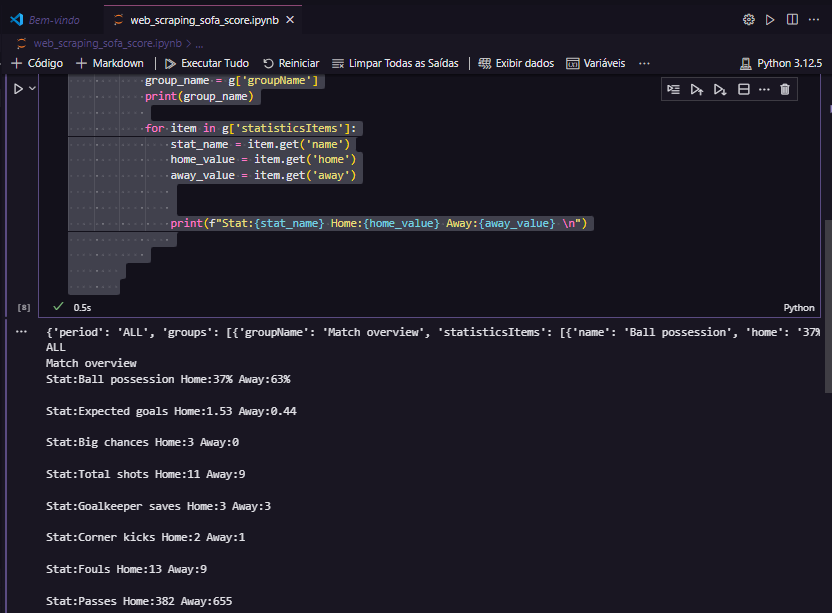 Bem-vindo
web_scraping_sofa_score.ipynb
web_scraping_sofa_score.ipynb > ...
+ Código + Markdown Executar Tudo Reiniciar Limpar Todas as Saídas Exibir dados Variáveis ... Python 3.12.5
group_name = g['groupName']
print(group_name)
for item in g['statisticsItems']:
stat_name = item.get('name')
home_value = item.get('home')
away_value = item.get('away')
print(f"Stat:{stat_name} Home:{home_value} Away:{away_value} \n")
[8] 0.5s Python
{'period': 'ALL', 'groups': [{'groupName': 'Match overview', 'statisticsItems': [{'name': 'Ball possession', 'home': '37%
ALL
Match overview
Stat:Ball possession Home:37% Away:63%
Stat:Expected goals Home:1.53 Away:0.44
Stat:Big chances Home:3 Away:0
Stat:Total shots Home:11 Away:9
Stat:Goalkeeper saves Home:3 Away:3
Stat:Corner kicks Home:2 Away:1
Stat:Fouls Home:13 Away:9
Stat:Passes Home:382 Away:655